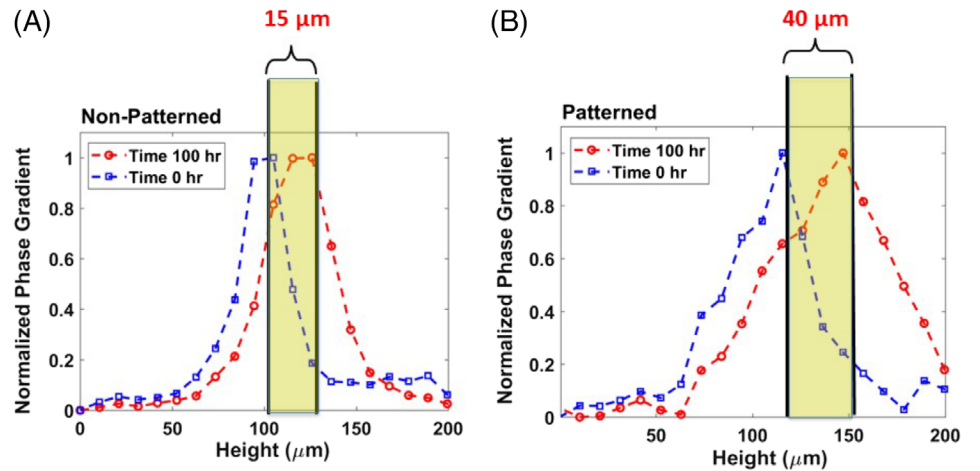 (A)
15 μm
Non-Patterned
Time 100 hr
Time 0 hr
Normalized Phase Gradient
1
0.8
0.6
0.4
0.2
0
0 50 100 150 200
Height (μm)
(B)
40 μm
Patterned
Time 100 hr
Time 0 hr
Normalized Phase Gradient
1
0.8
0.6
0.4
0.2
0
50 100 150 200
Height (μm)